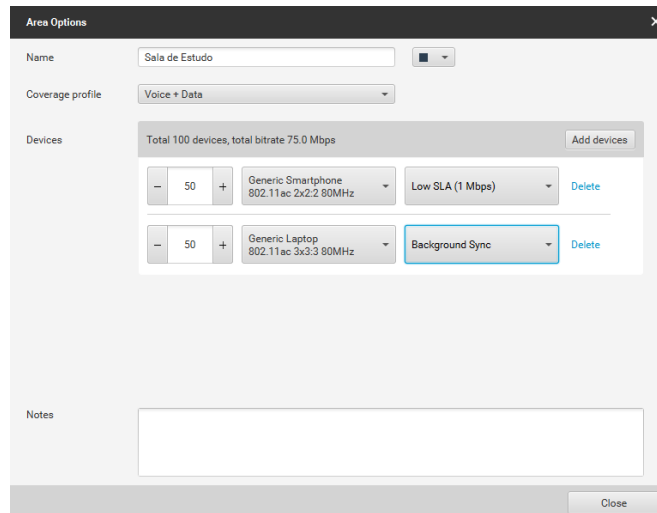 Area Options
Name
Sala de Estudo
Coverage profile
Voice + Data
Devices
Total 100 devices, total bitrate 75.0 Mbps
Add devices
− 50 +
Generic Smartphone
802.11ac 2x2:2 80MHz
Low SLA (1 Mbps)
Delete
− 50 +
Generic Laptop
802.11ac 3x3:3 80MHz
Background Sync
Delete
Notes
Close